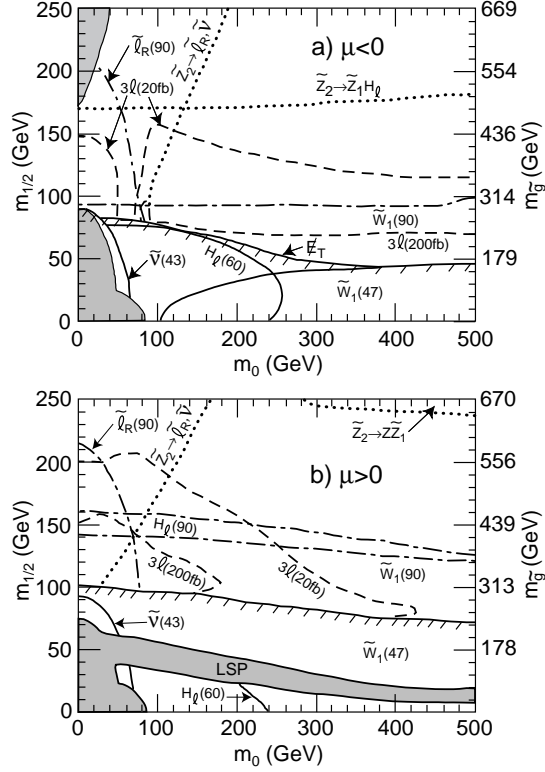 250
200
150
100
50
0
m1/2 (GeV)
ℓ̃R(90)
3ℓ(20fb)
Z̃2→ℓ̃R,ν̃
a) μ<0
Z̃2→Z̃1Hℓ
W̃1(90)
3ℓ(200fb)
E̸T
ν̃(43)
Hℓ(60)
W̃1(47)
669
554
436
314
179
mg̃ (GeV)
0 100 200 300 400 500
m0 (GeV)
250
200
150
100
50
0
m1/2 (GeV)
ℓ̃R(90)
Z̃2→ℓ̃R,ν̃
Z̃2→ZZ̃1
b) μ>0
Hℓ(90)
W̃1(90)
3ℓ(200fb)
3ℓ(20fb)
ν̃(43)
W̃1(47)
LSP
Hℓ(60)
670
556
439
313
178
mg̃ (GeV)
0 100 200 300 400 500
m0 (GeV)